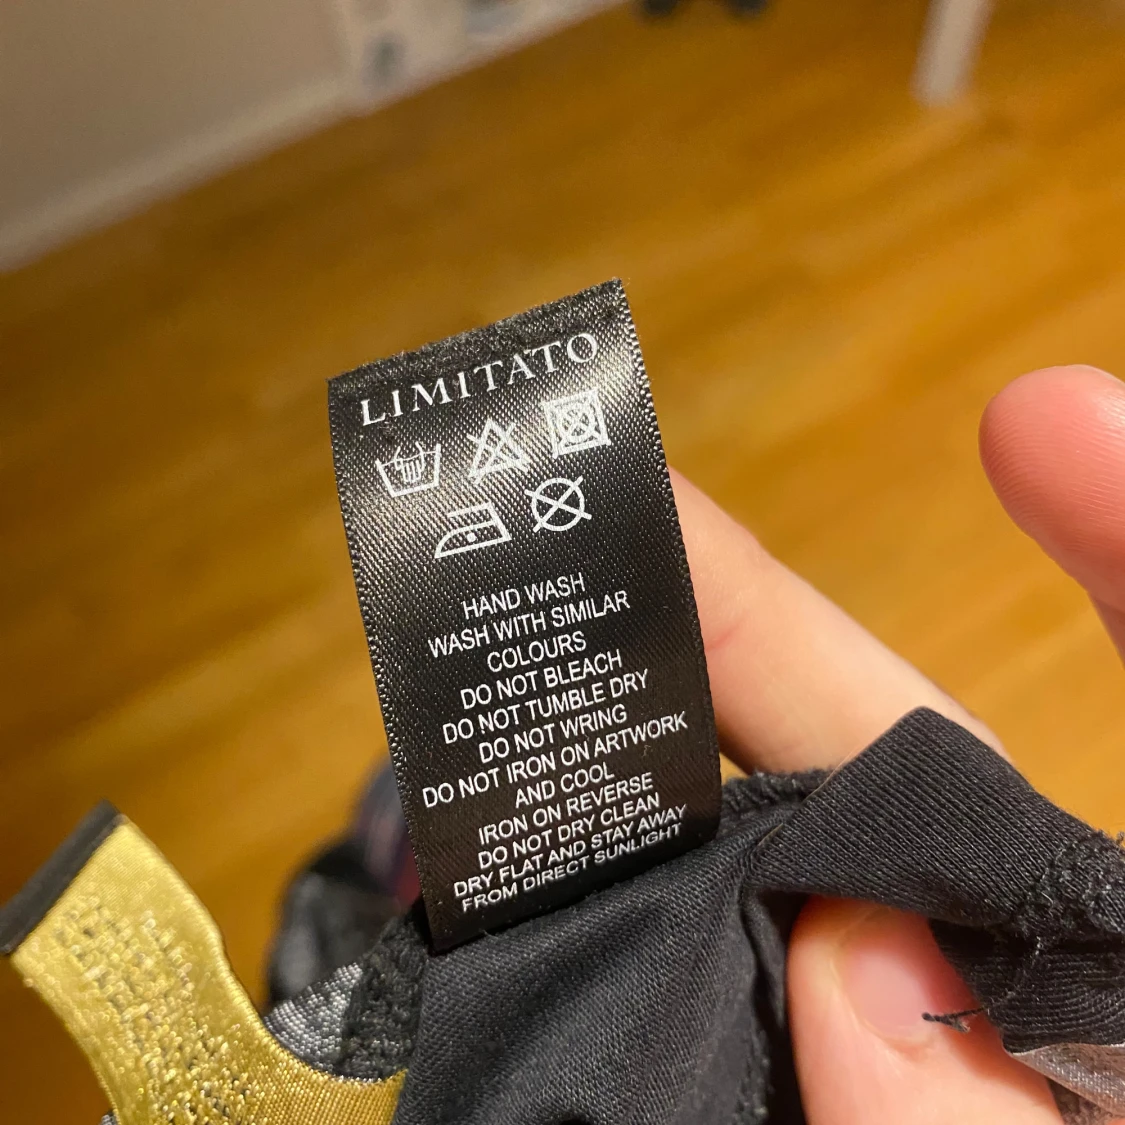 LIMITATO
HAND WASH
WASH WITH SIMILAR
COLOURS
DO NOT BLEACH
DO NOT TUMBLE DRY
DO NOT WRING
DO NOT IRON ON ARTWORK
AND COOL
IRON ON REVERSE
DO NOT DRY CLEAN
DRY FLAT AND STAY AWAY
FROM DIRECT SUNLIGHT